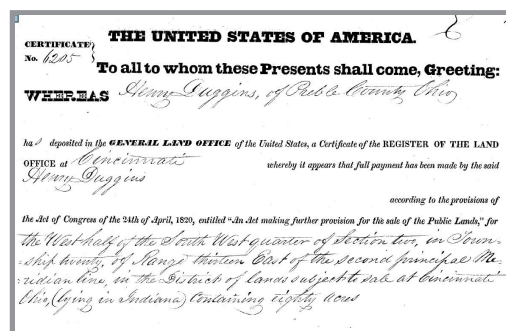 THE UNITED STATES OF AMERICA.
CERTIFICATE
No. 6205
To all to whom these Presents shall come, Greeting:
WHEREAS Henry Duggins, of Preble County Ohio
has deposited in the GENERAL LAND OFFICE of the United States, a Certificate of the REGISTER OF THE LAND
OFFICE at Cincinnati whereby it appears that full payment has been made by the said
Henry Duggins
according to the provisions of
the Act of Congress of the 24th of April, 1820, entitled "An Act making further provision for the sale of the Public Lands," for
the West half of the South West quarter of Section two, in Town-
-ship twenty, of Range thirteen East of the second principal Me-
-ridian Line, in the District of lands subject to sale at Cincinnati
Ohio, (lying in Indiana) containing eighty acres